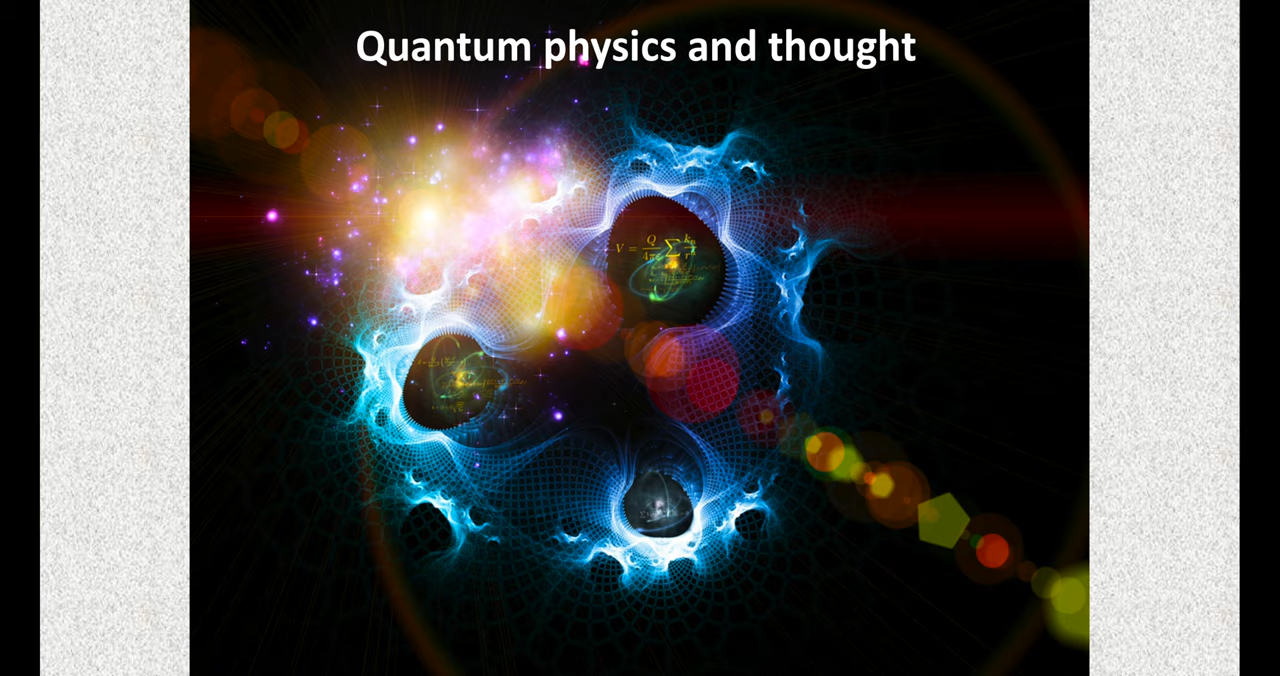 Quantum physics and thought
V = Q